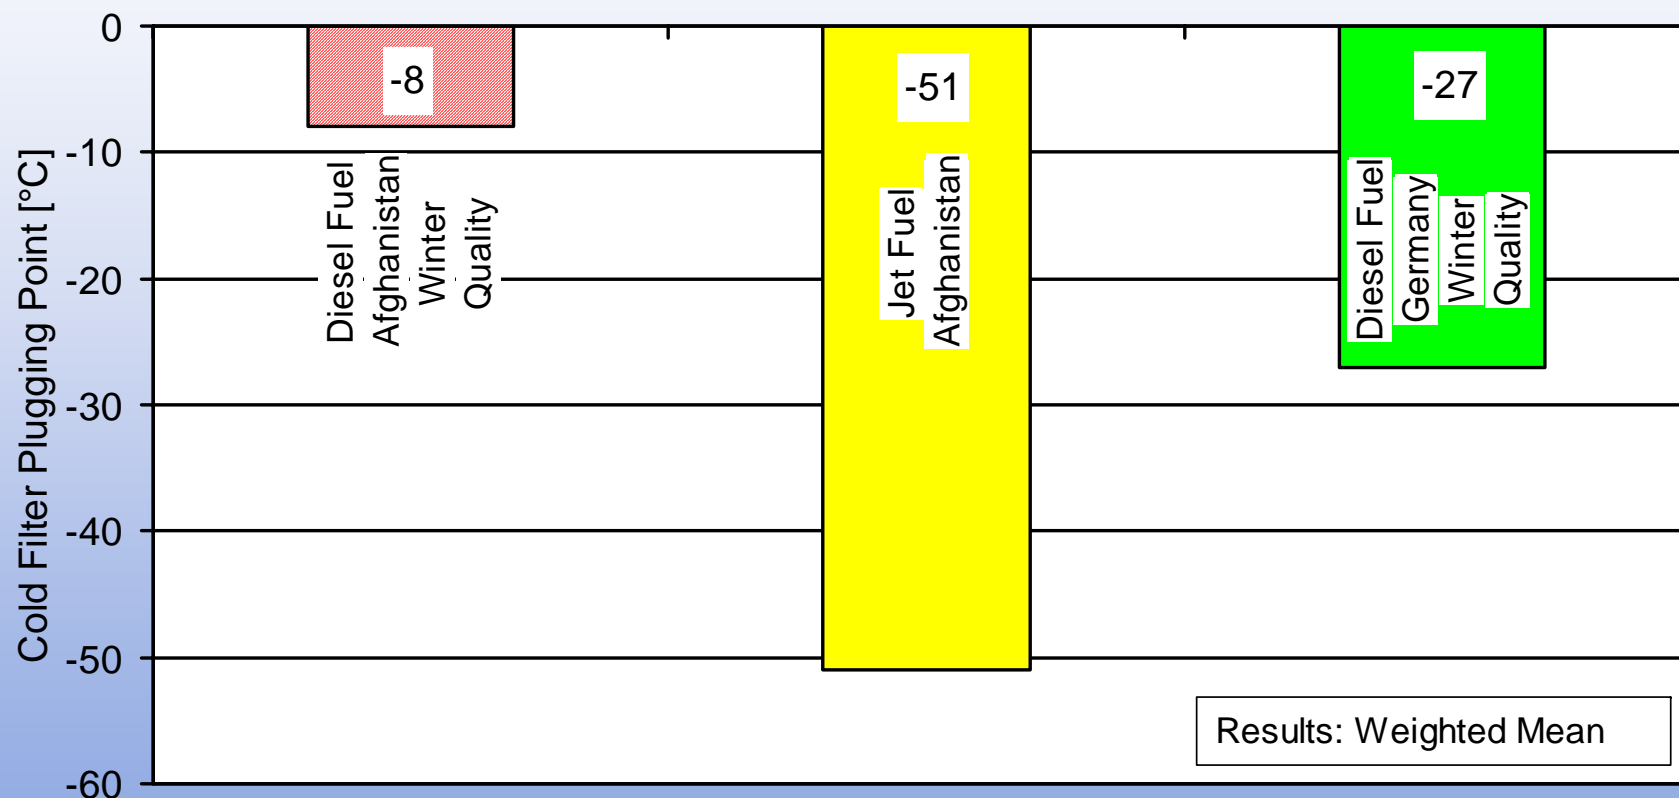 Cold Filter Plugging Point [°C]
0
-10
-20
-30
-40
-50
-60
-8
Diesel Fuel
Afghanistan
Winter
Quality
-51
Jet Fuel
Afghanistan
-27
Diesel Fuel
Germany
Winter
Quality
Results: Weighted Mean